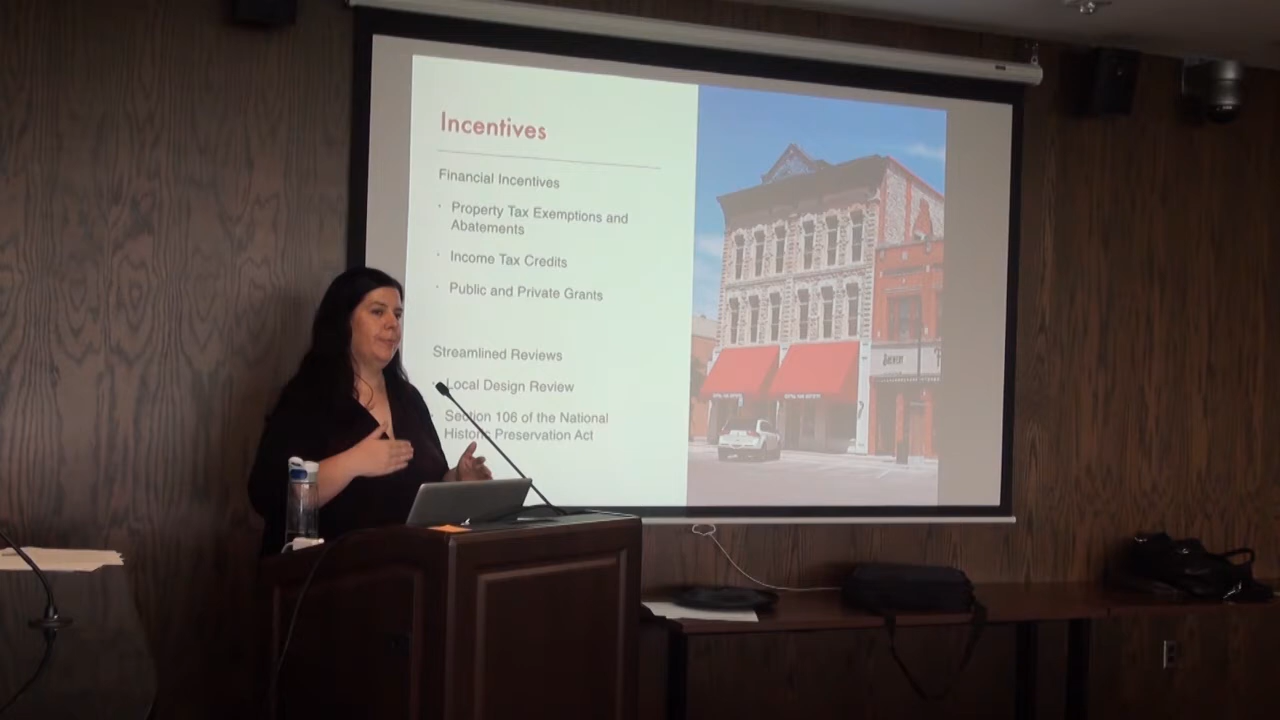 Incentives
Financial Incentives
· Property Tax Exemptions and
Abatements
· Income Tax Credits
· Public and Private Grants
Streamlined Reviews
· Local Design Review
· Section 106 of the National
Historic Preservation Act
BREWERY